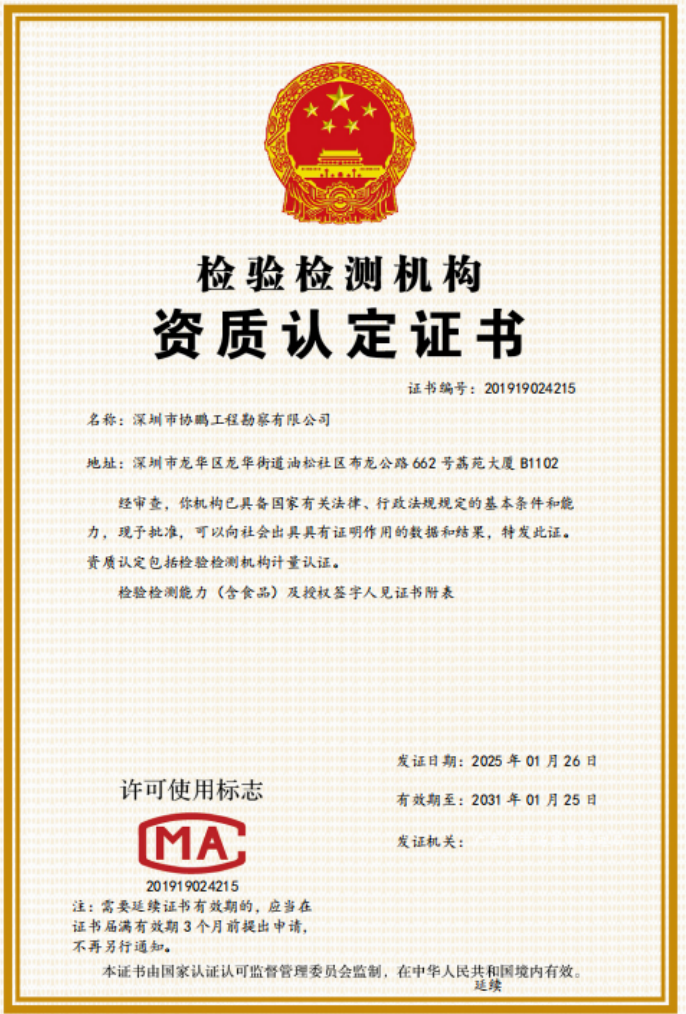 检验检测机构
资质认定证书
证书编号：201919024215
名称：深圳市协鹏工程勘察有限公司
地址：深圳市龙华区龙华街道油松社区布龙公路662号荔苑大厦B1102
经审查，你机构已具备国家有关法律、行政法规规定的基本条件和能
力，现予批准，可以向社会出具具有证明作用的数据和结果，特发此证。
资质认定包括检验检测机构计量认证。
检验检测能力（含食品）及授权签字人见证书附表
发证日期：2025年01月26日
许可使用标志
有效期至：2031年01月25日
MA
发证机关：
201919024215
注：需要延续证书有效期的，应当在
证书届满有效期3个月前提出申请，
不再另行通知。
本证书由国家认证认可监督管理委员会监制，在中华人民共和国境内有效。
延续